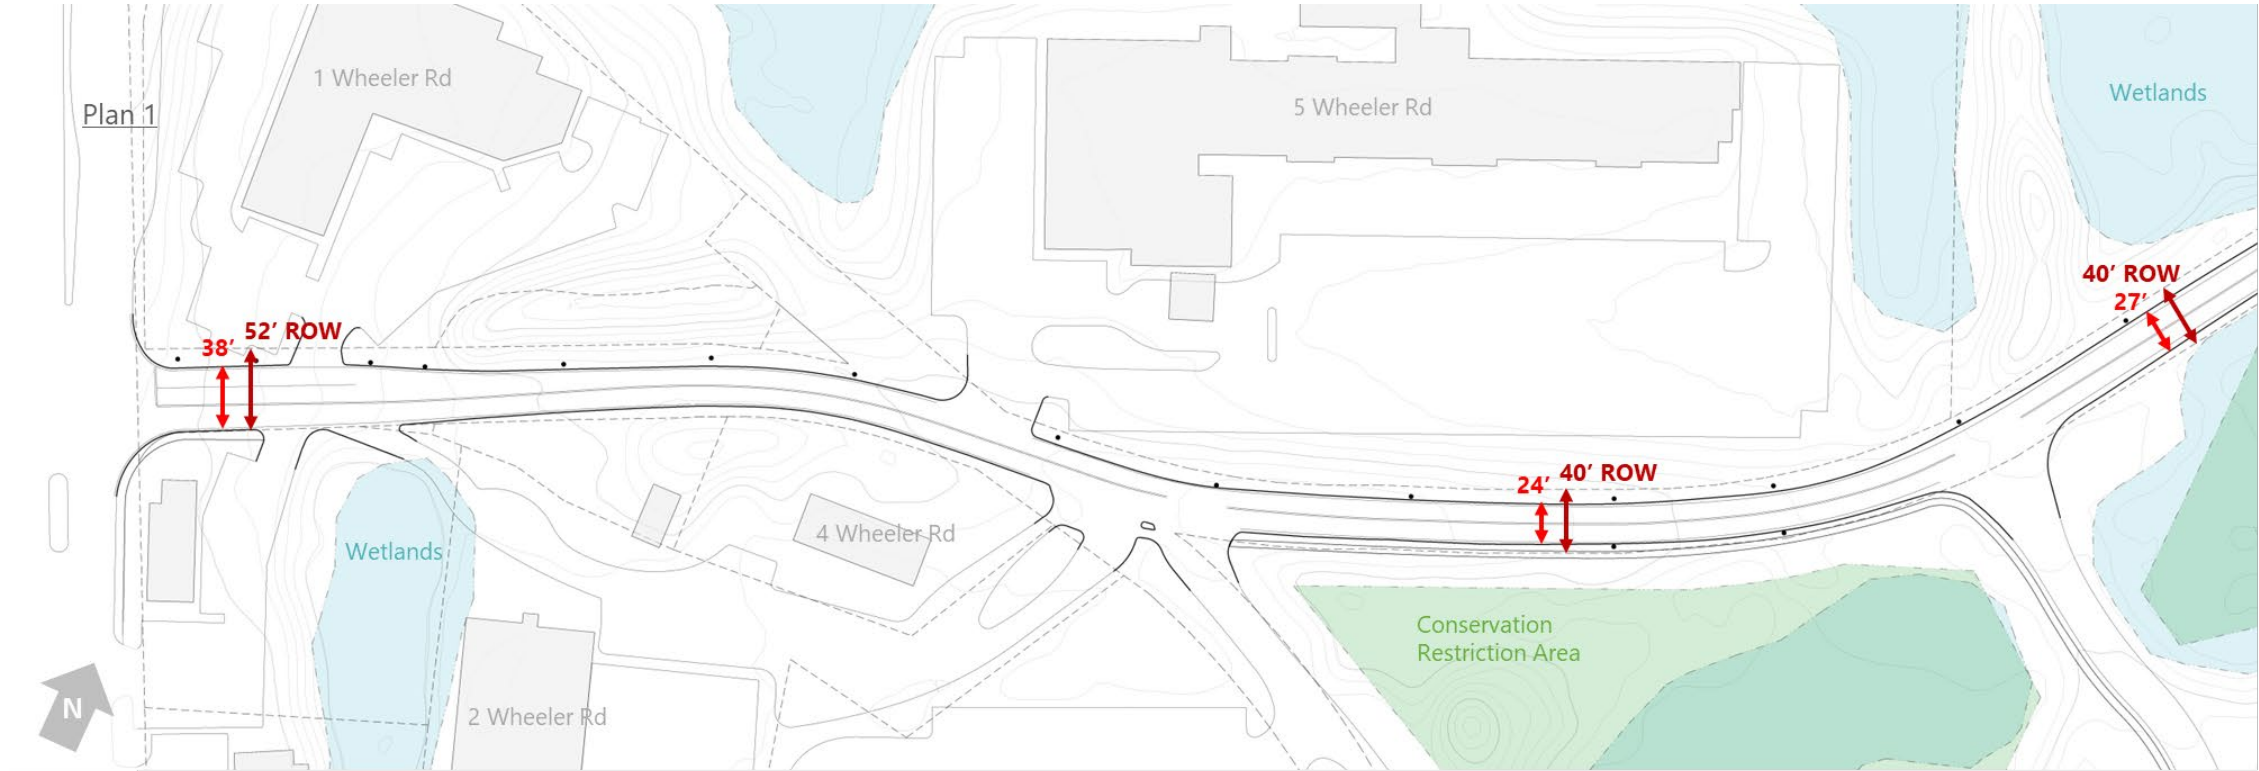 1 Wheeler Rd
Plan 1
5 Wheeler Rd
Wetlands
40’ ROW
27’
52’ ROW
38’
40’ ROW
24’
4 Wheeler Rd
Wetlands
Conservation
Restriction Area
N
2 Wheeler Rd